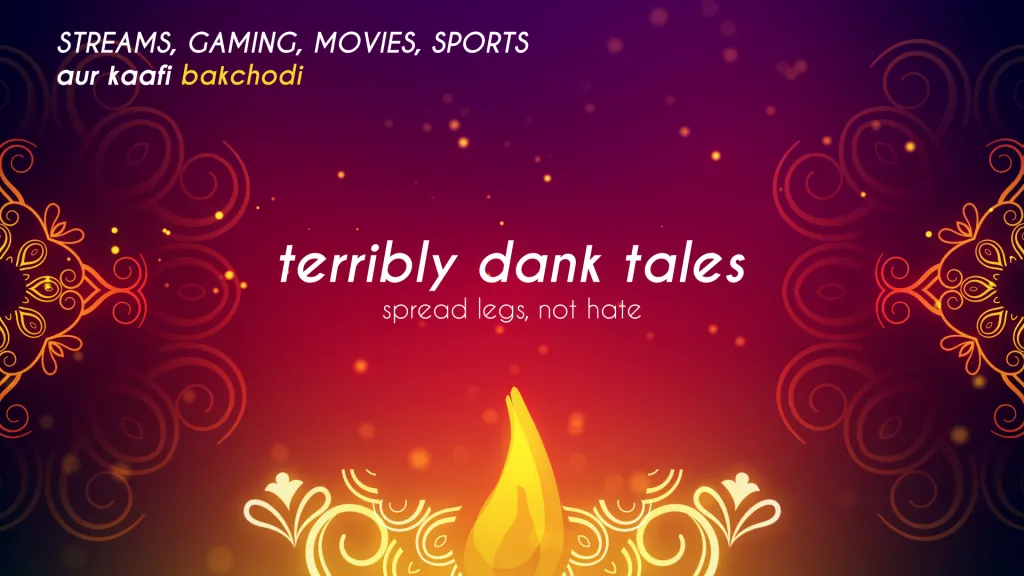 STREAMS, GAMING, MOVIES, SPORTS
aur kaafi bakchodi
terribly dank tales
spread legs, not hate